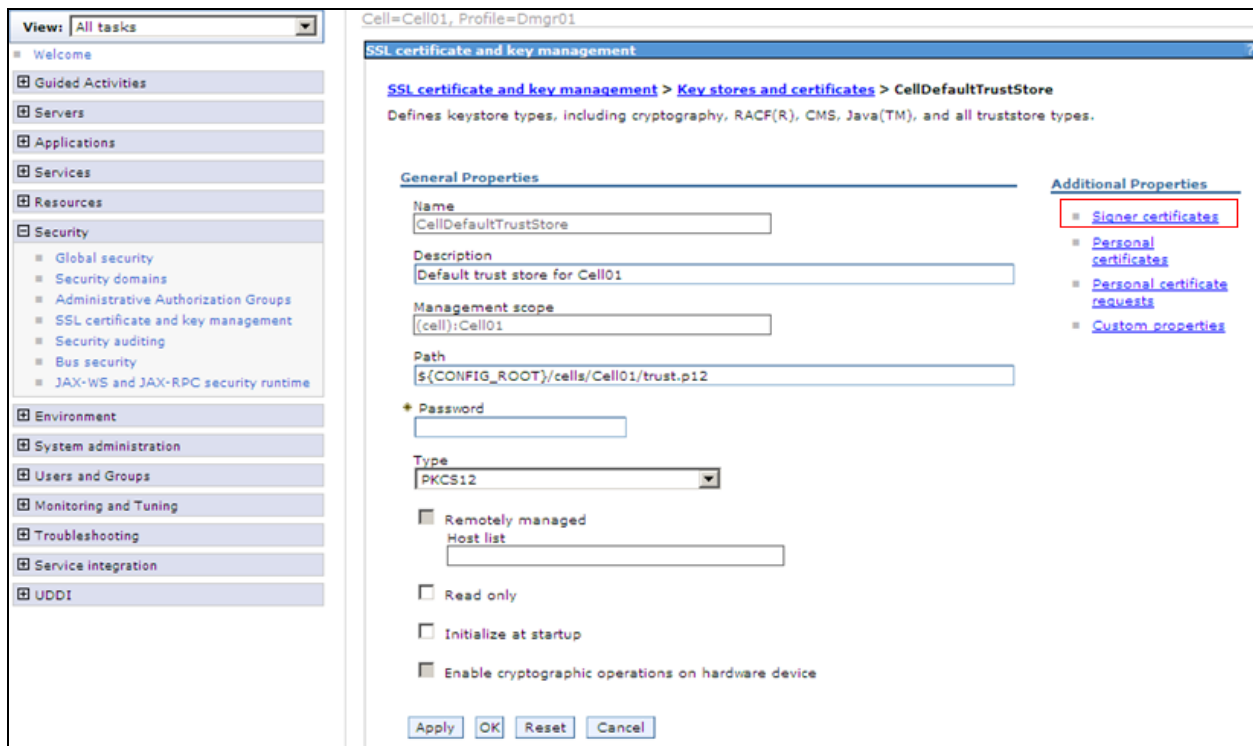 View: All tasks
Welcome
Guided Activities
Servers
Applications
Services
Resources
Security
Global security
Security domains
Administrative Authorization Groups
SSL certificate and key management
Security auditing
Bus security
JAX-WS and JAX-RPC security runtime
Environment
System administration
Users and Groups
Monitoring and Tuning
Troubleshooting
Service integration
UDDI
Cell=Cell01, Profile=Dmgr01
SSL certificate and key management ?
SSL certificate and key management > Key stores and certificates > CellDefaultTrustStore
Defines keystore types, including cryptography, RACF(R), CMS, Java(TM), and all truststore types.
General Properties
Name
CellDefaultTrustStore
Description
Default trust store for Cell01
Management scope
(cell):Cell01
Path
${CONFIG_ROOT}/cells/Cell01/trust.p12
Password
Type
PKCS12
Remotely managed
Host list
Read only
Initialize at startup
Enable cryptographic operations on hardware device
Apply OK Reset Cancel
Additional Properties
Signer certificates
Personal
certificates
Personal certificate
requests
Custom properties